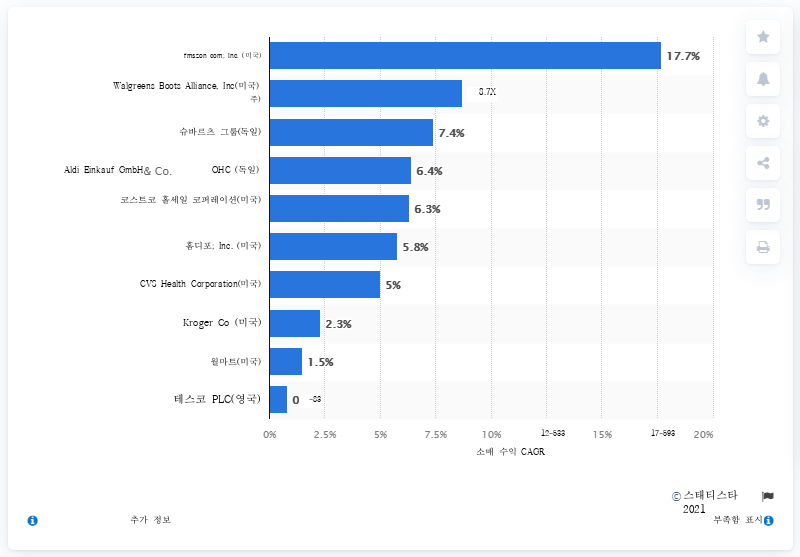 fmszon com; Inc. (미국)
17.7%
Walgreens Boots Alliance, Inc(미국)
주)
8.7X
슈바르츠 그룹(독일)
7.4%
Aldi Einkauf GmbH& Co. OHC (독일)
6.4%
코스트코 홀세일 코퍼레이션(미국)
6.3%
홈디포; Inc. (미국)
5.8%
CVS Health Corporation(미국)
5%
Kroger Co (미국)
2.3%
월마트(미국)
1.5%
테스코 PLC(영국)
0
0% 2.5% 5% 7.5% 10% 15% 20%
소매 수익 CAGR
© 스태티스타
2021
추가 정보
부족함 표시